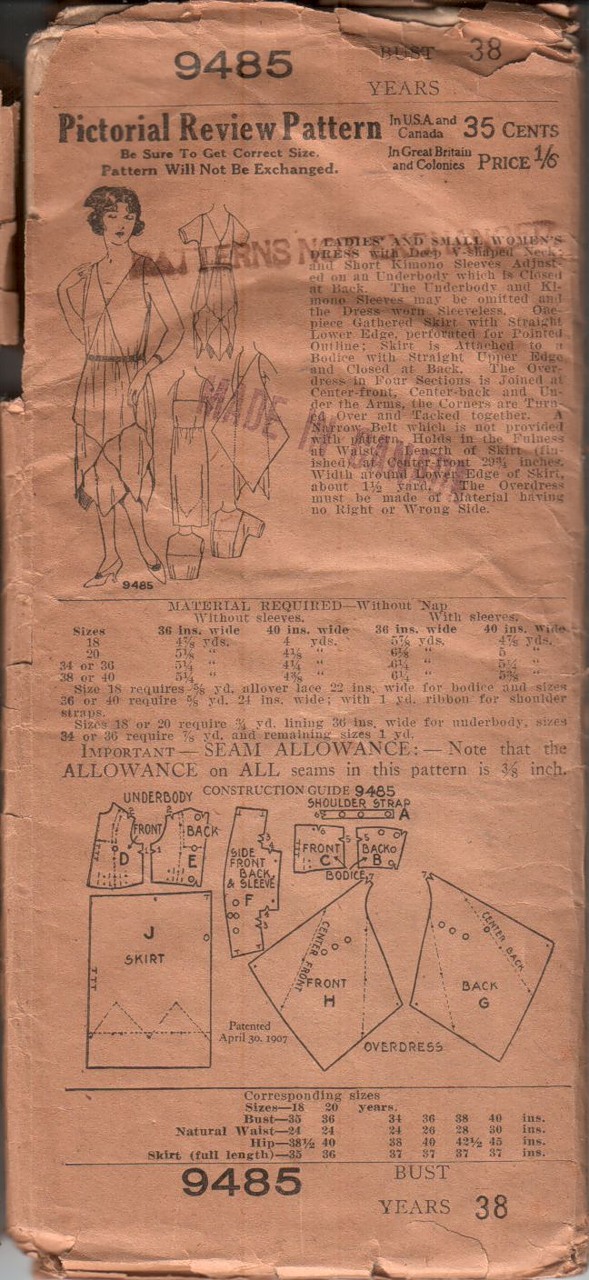 9485 BUST 38
YEARS
Pictorial Review Pattern In U.S.A. and Canada 35 CENTS
Be Sure To Get Correct Size.
Pattern Will Not Be Exchanged.
In Great Britain and Colonies PRICE 1/6
PATTERNS
MADE IN
LADIES' AND SMALL WOMEN'S
DRESS with Deep V-shaped Neck
and Short Kimono Sleeves Adjust-
ed on an Underbody which is Closed
at Back. The Underbody and Ki-
mono Sleeves may be omitted and
the Dress worn Sleeveless. One-
piece Gathered Skirt with Straight
Lower Edge, perforated for Pointed
Outline; Skirt is Attached to a
Bodice with Straight Upper Edge
and Closed at Back. The Over-
dress in Four Sections is Joined at
Center-front, Center-back and Un-
der the Arms, the Corners are Turn-
ed Over and Tacked together. A
Narrow Belt which is not provided
with pattern, Holds in the Fulness
at Waist. Length of Skirt (fin-
ished) at Center-front 29¾ inches.
Width around Lower Edge of Skirt,
about 1½ yard. The Overdress
must be made of Material having
no Right or Wrong Side.
9485
MATERIAL REQUIRED—Without Nap
Without sleeves. With sleeves.
Sizes 36 ins. wide 40 ins. wide 36 ins. wide 40 ins. wide
18 4⅞ yds. 4 yds. 5⅞ yds. 4⅞ yds.
20 5⅛ " 4⅛ " 6⅛ " 5 "
34 or 36 5¼ " 4¼ " 6¼ " 5¼ "
38 or 40 5¼ " 4⅜ " 6¼ " 5⅜ "
Size 18 requires ⅝ yd. allover lace 22 ins. wide for bodice and sizes
36 or 40 require ⅝ yd. 24 ins. wide; with 1 yd. ribbon for shoulder
straps.
Sizes 18 or 20 require ¾ yd. lining 36 ins. wide for underbody, sizes
34 or 36 require ⅞ yd. and remaining sizes 1 yd.
IMPORTANT— SEAM ALLOWANCE: — Note that the
ALLOWANCE on ALL seams in this pattern is ⅜ inch.
CONSTRUCTION GUIDE 9485
UNDERBODY
FRONT
D
BACK
E
SIDE
FRONT
BACK
& SLEEVE
F
SHOULDER STRAP
A
FRONT
C
BACK
B
BODICE
J
SKIRT
CENTER FRONT
FRONT
H
CENTER BACK
BACK
G
OVERDRESS
Patented
April 30, 1907
Corresponding sizes
Sizes—18 20 years.
Bust—35 36 34 36 38 40 ins.
Natural Waist—24 24 24 26 28 30 ins.
Hip—38½ 40 38 40 42½ 45 ins.
Skirt (full length)—35 36 37 37 37 37 ins.
9485 BUST
YEARS 38